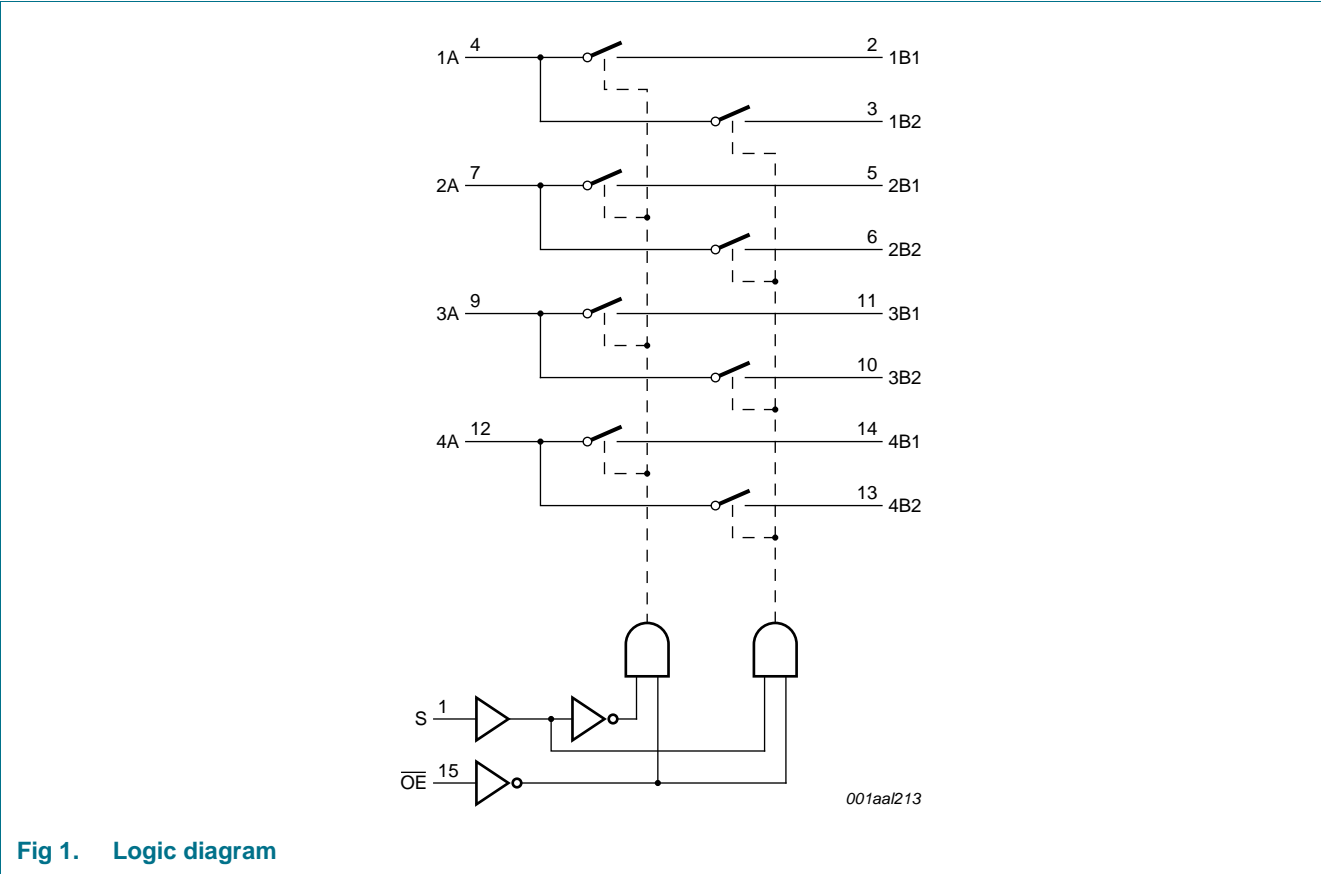 1A 4 2 1B1
3 1B2
2A 7 5 2B1
6 2B2
3A 9 11 3B1
10 3B2
4A 12 14 4B1
13 4B2
S 1
O̅E̅ 15
001aal213
Fig 1. Logic diagram